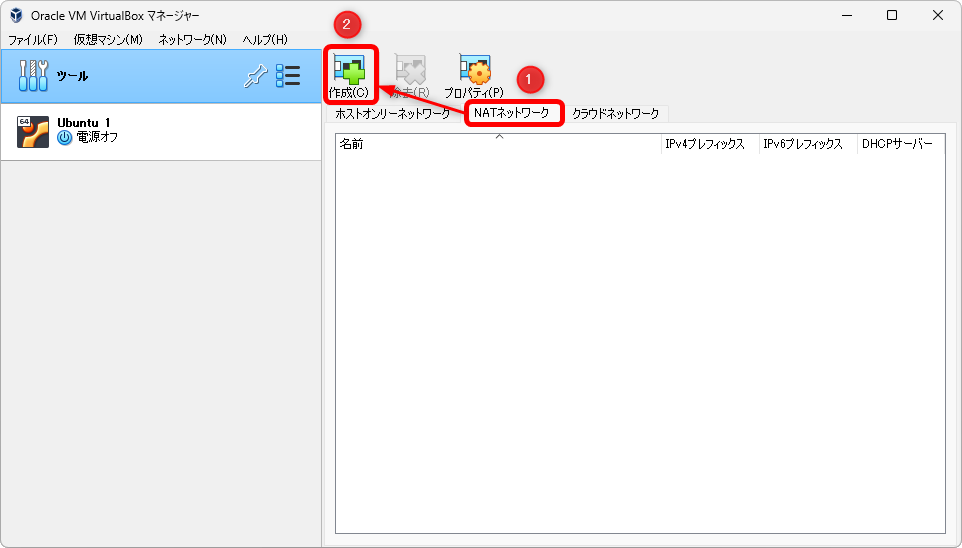 Oracle VM VirtualBox マネージャー
ファイル(F) 仮想マシン(M) ネットワーク(N) ヘルプ(H)
2
ツール
作成(C) 除去(R) プロパティ(P)
1
ホストオンリーネットワーク NATネットワーク クラウドネットワーク
64
Ubuntu 1
電源オフ
名前 IPv4プレフィックス IPv6プレフィックス DHCPサーバー